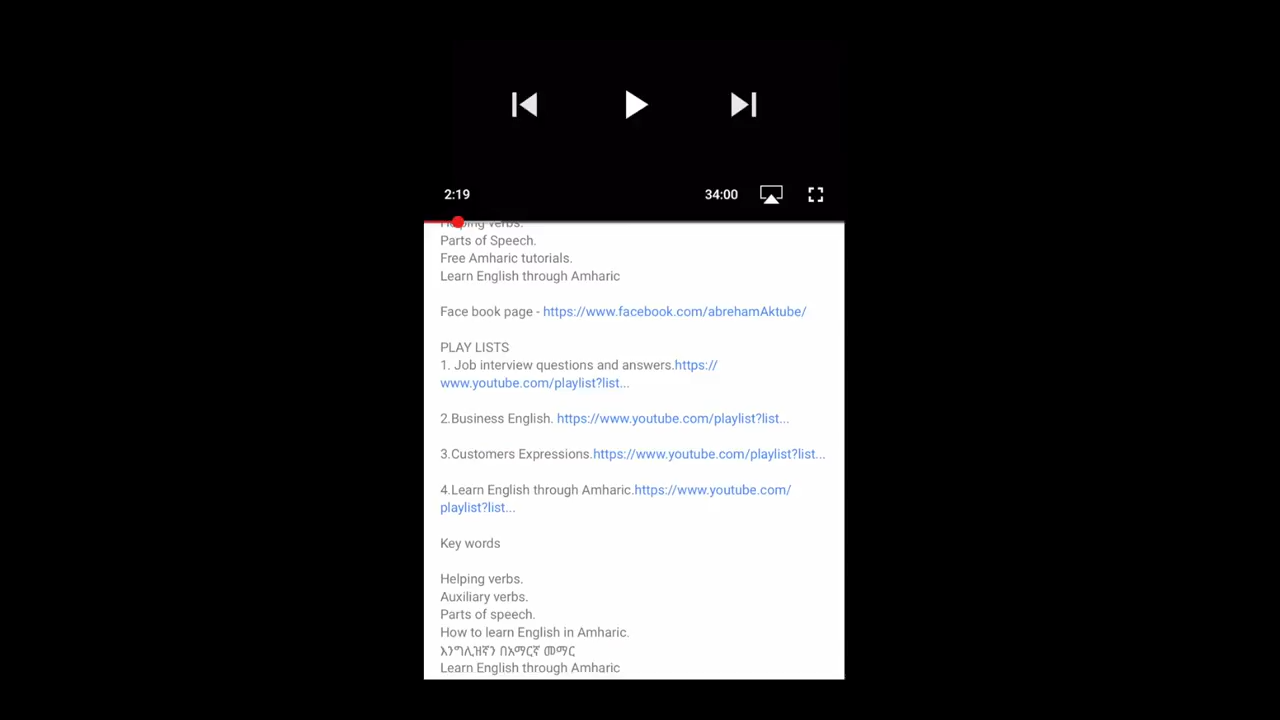 2:19
34:00
Helping verbs.
Parts of Speech.
Free Amharic tutorials.
Learn English through Amharic
Face book page - https://www.facebook.com/abrehamAktube/
PLAY LISTS
1. Job interview questions and answers.https://
www.youtube.com/playlist?list...
2.Business English. https://www.youtube.com/playlist?list...
3.Customers Expressions.https://www.youtube.com/playlist?list...
4.Learn English through Amharic.https://www.youtube.com/
playlist?list...
Key words
Helping verbs.
Auxiliary verbs.
Parts of speech.
How to learn English in Amharic.
እንግሊዝኛን በአማርኛ መማር
Learn English through Amharic